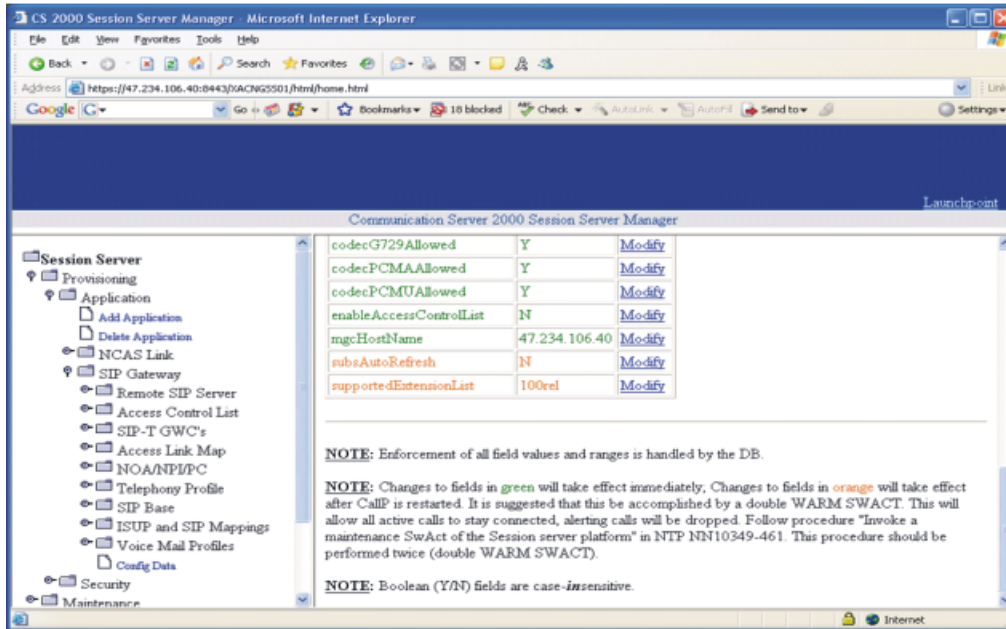 CS 2000 Session Server Manager - Microsoft Internet Explorer
File Edit View Favorites Tools Help
Back Search Favorites
Address https://47.234.106.40:8443/XACNG5501/html/home.html Link
Google G Go Bookmarks 18 blocked Check AutoLink AutoFill Send to Settings
Launchpoint
Communication Server 2000 Session Server Manager
Session Server
Provisioning
Application
Add Application
Delete Application
NCAS Link
SIP Gateway
Remote SIP Server
Access Control List
SIP-T GWC's
Access Link Map
NOA/NPI/PC
Telephony Profile
SIP Base
ISUP and SIP Mappings
Voice Mail Profiles
Config Data
Security
Maintenance
codecG729Allowed Y Modify
codecPCMAAllowed Y Modify
codecPCMUAllowed Y Modify
enableAccessControlList N Modify
mgcHostName 47.234.106.40 Modify
subsAutoRefresh N Modify
supportedExtensionList 100rel Modify
NOTE: Enforcement of all field values and ranges is handled by the DB.
NOTE: Changes to fields in green will take effect immediately; Changes to fields in orange will take effect
after CallP is restarted. It is suggested that this be accomplished by a double WARM SWACT. This will
allow all active calls to stay connected, alerting calls will be dropped. Follow procedure "Invoke a
maintenance SwAct of the Session server platform" in NTP NN10349-461. This procedure should be
performed twice (double WARM SWACT).
NOTE: Boolean (Y/N) fields are case-insensitive.
Internet